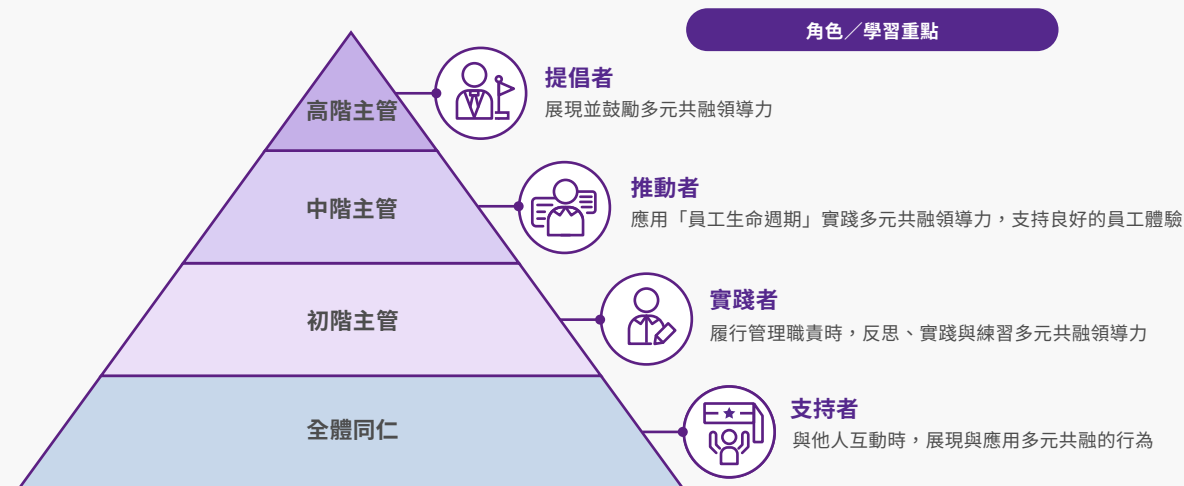 角色／學習重點
高階主管
提倡者
展現並鼓勵多元共融領導力
中階主管
推動者
應用「員工生命週期」實踐多元共融領導力，支持良好的員工體驗
初階主管
實踐者
履行管理職責時，反思、實踐與練習多元共融領導力
全體同仁
支持者
與他人互動時，展現與應用多元共融的行為